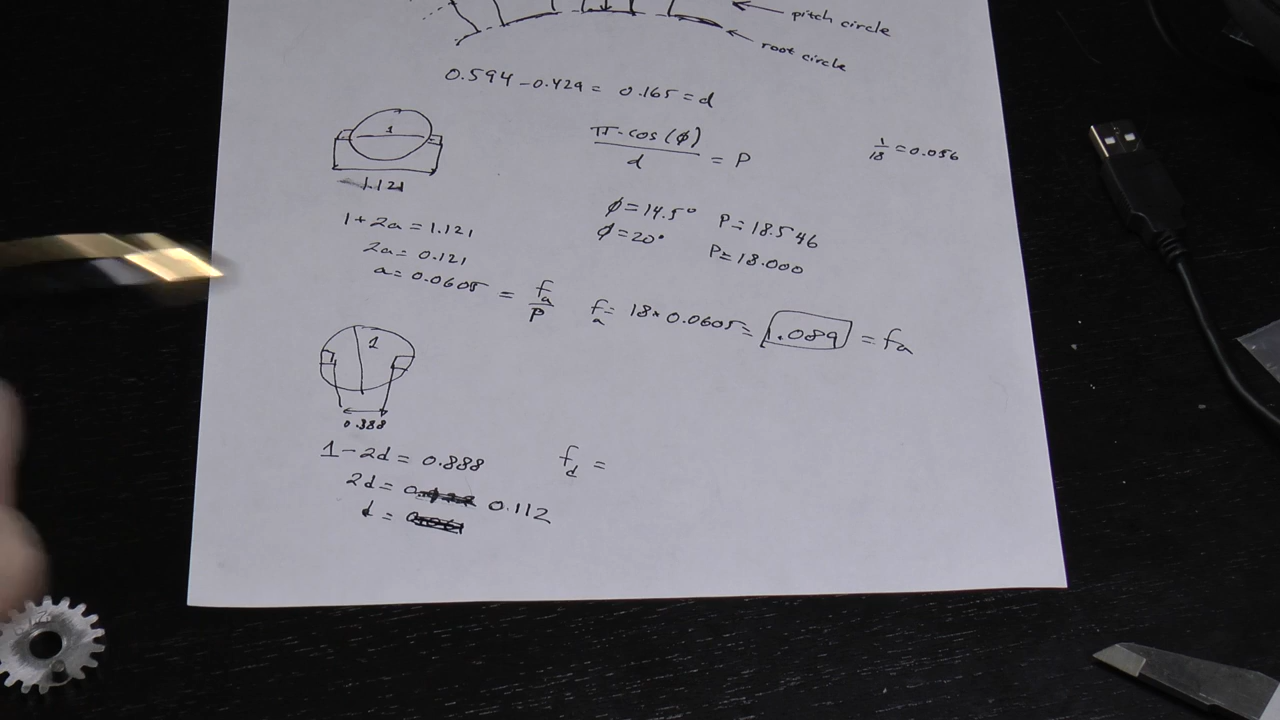 pitch circle
root circle
0.594 - 0.429 = 0.165 = d
1
1.121
π·cos(φ)
d
= P
1
18
= 0.056
1 + 2a = 1.121
2a = 0.121
a = 0.0605 = fa
P
φ = 14.5° P = 18.546
φ = 20° P = 18.000
fa = 18 * 0.0605 = 1.089 = fa
1
0.888
1 - 2d = 0.888
2d = 0.112
d =
fd =